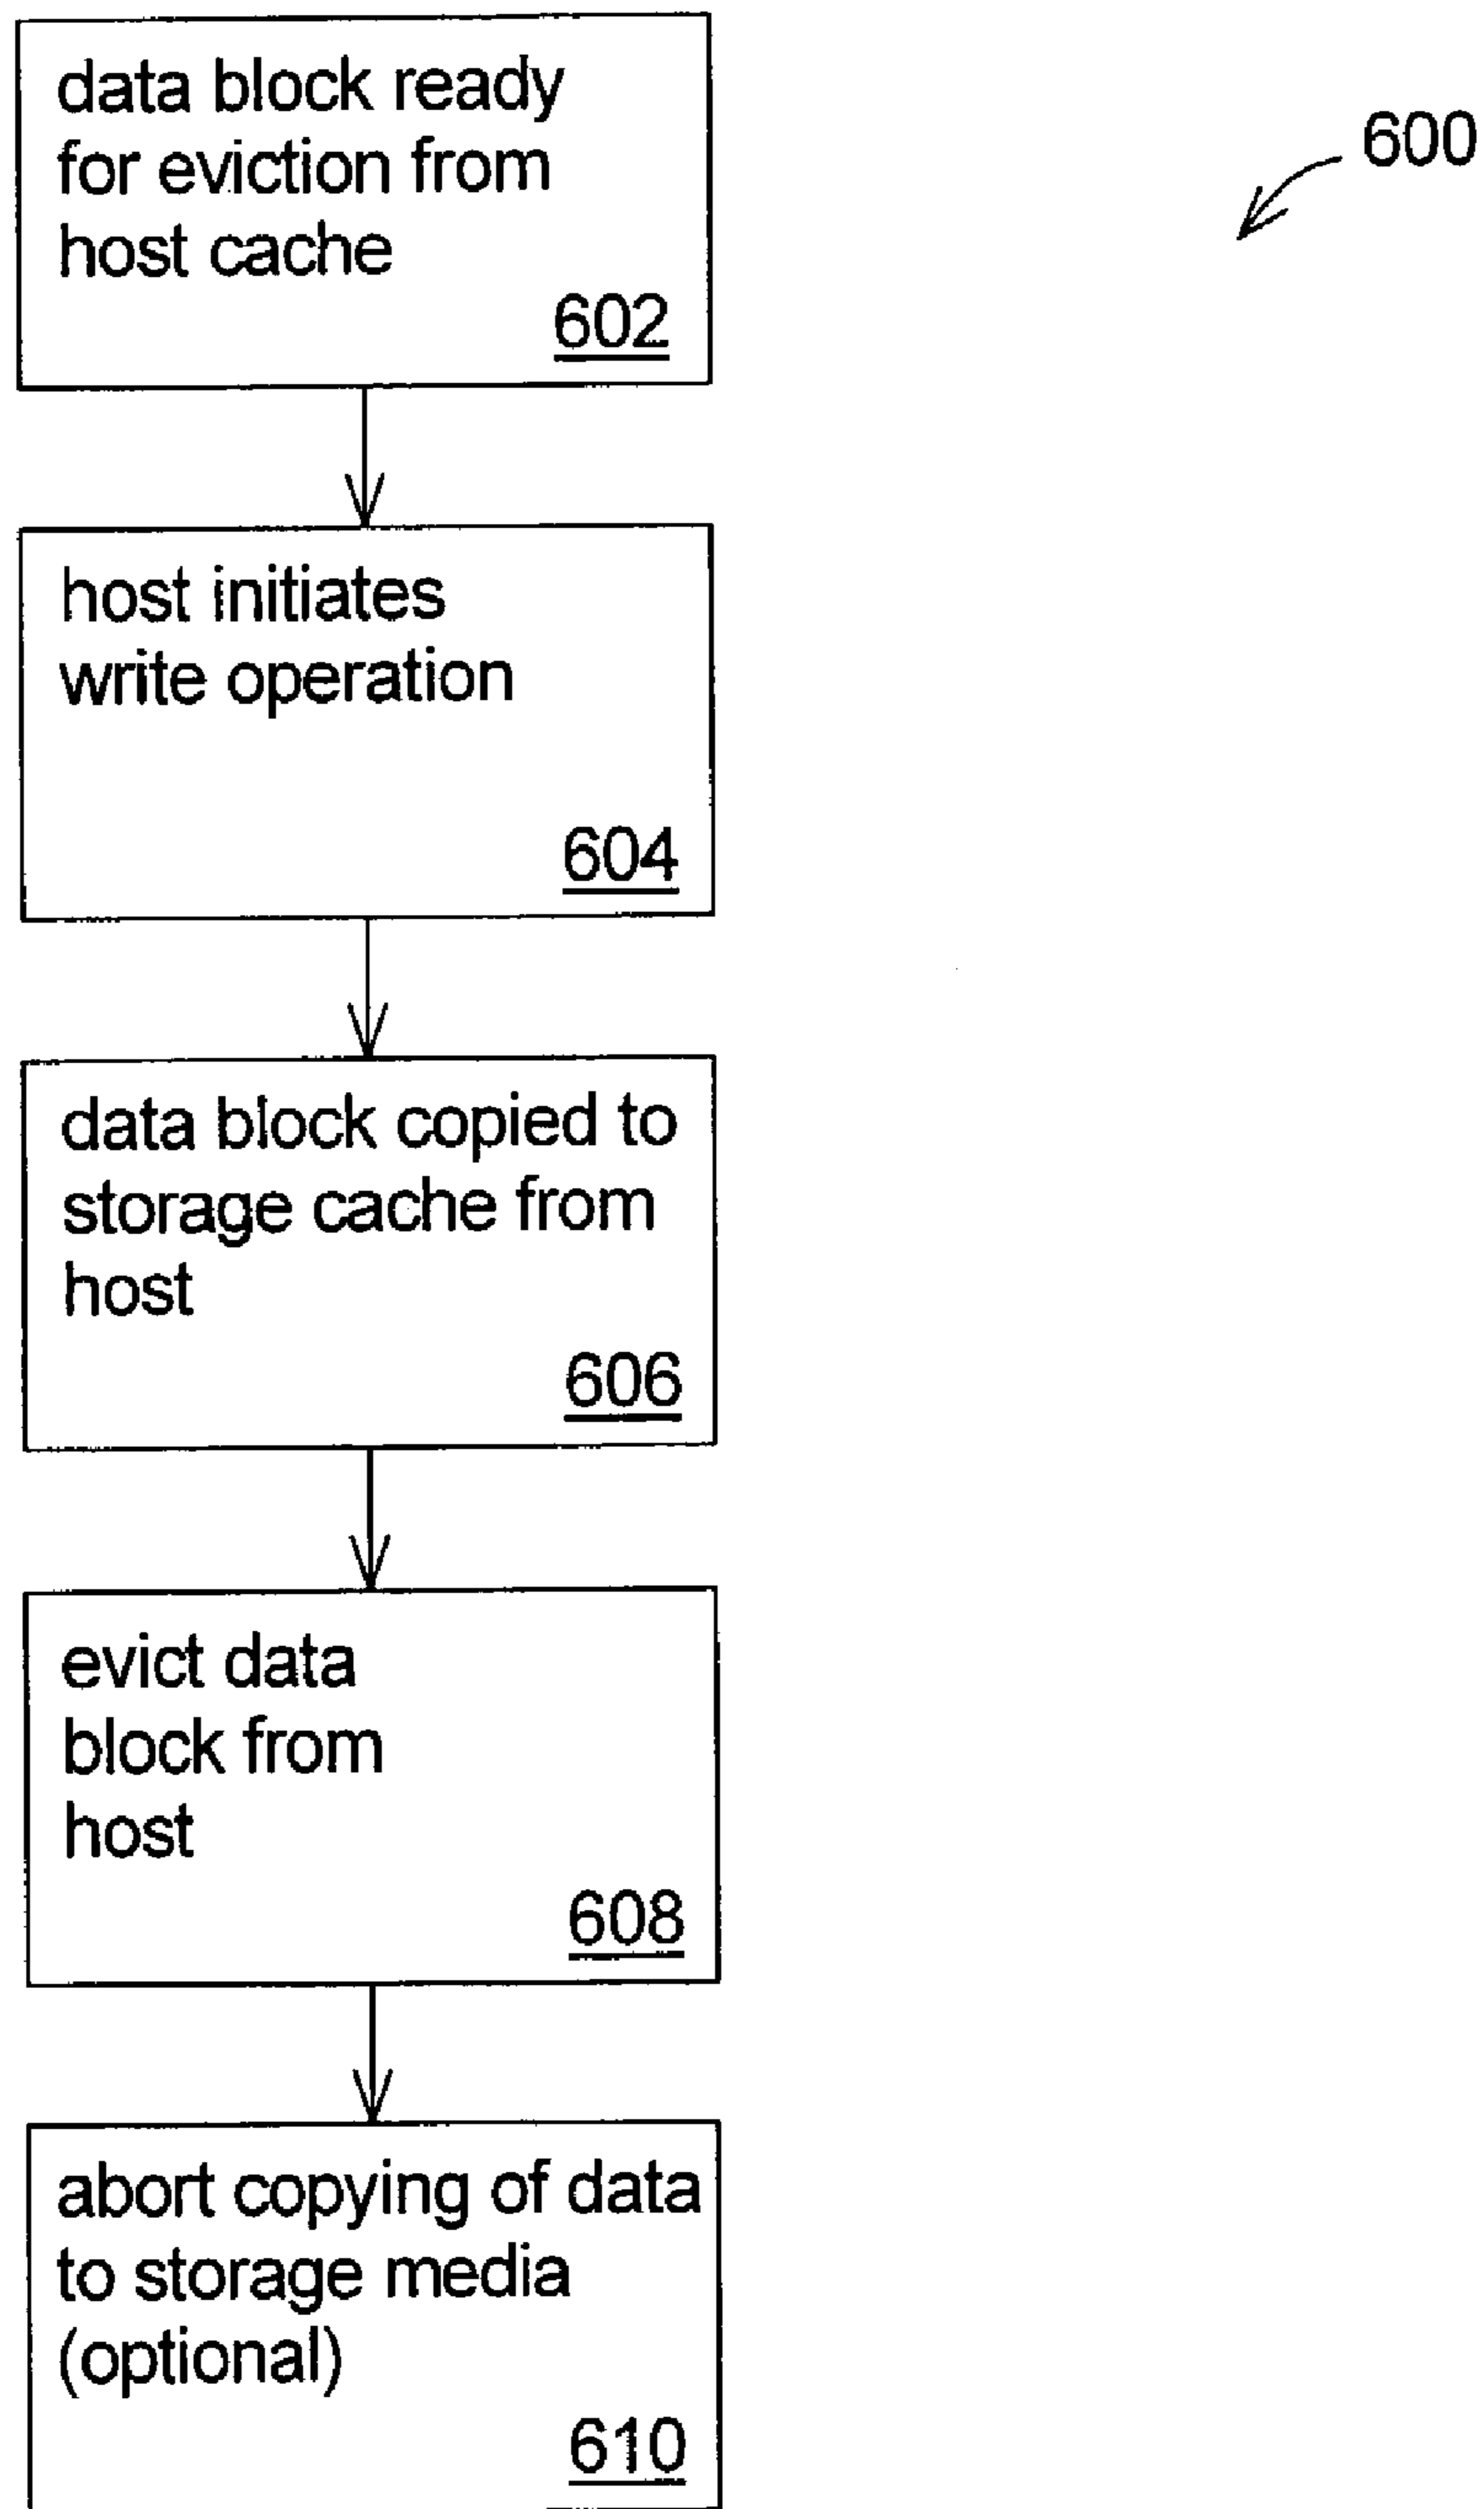 data block ready
for eviction from
host cache
602
600
host initiates
write operation
604
data block copied to
storage cache from
host
606
evict data
block from
host
608
abort copying of data
to storage media
(optional)
610